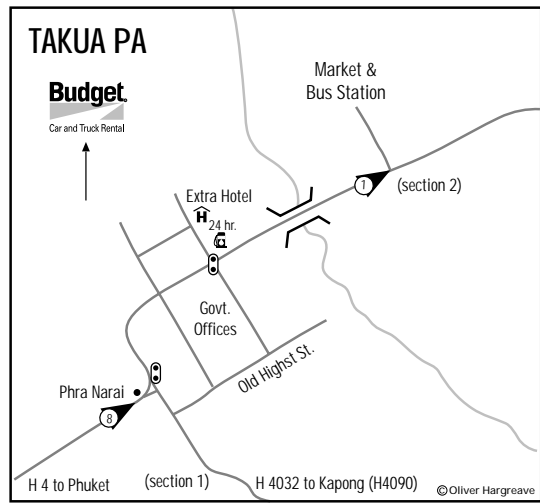 TAKUA PA
Budget®
Car and Truck Rental
Market &
Bus Station
1
(section 2)
Extra Hotel
H
24 hr.
Govt.
Offices
Old Highst St.
Phra Narai
8
H 4 to Phuket
(section 1)
H 4032 to Kapong (H4090)
©Oliver Hargreave